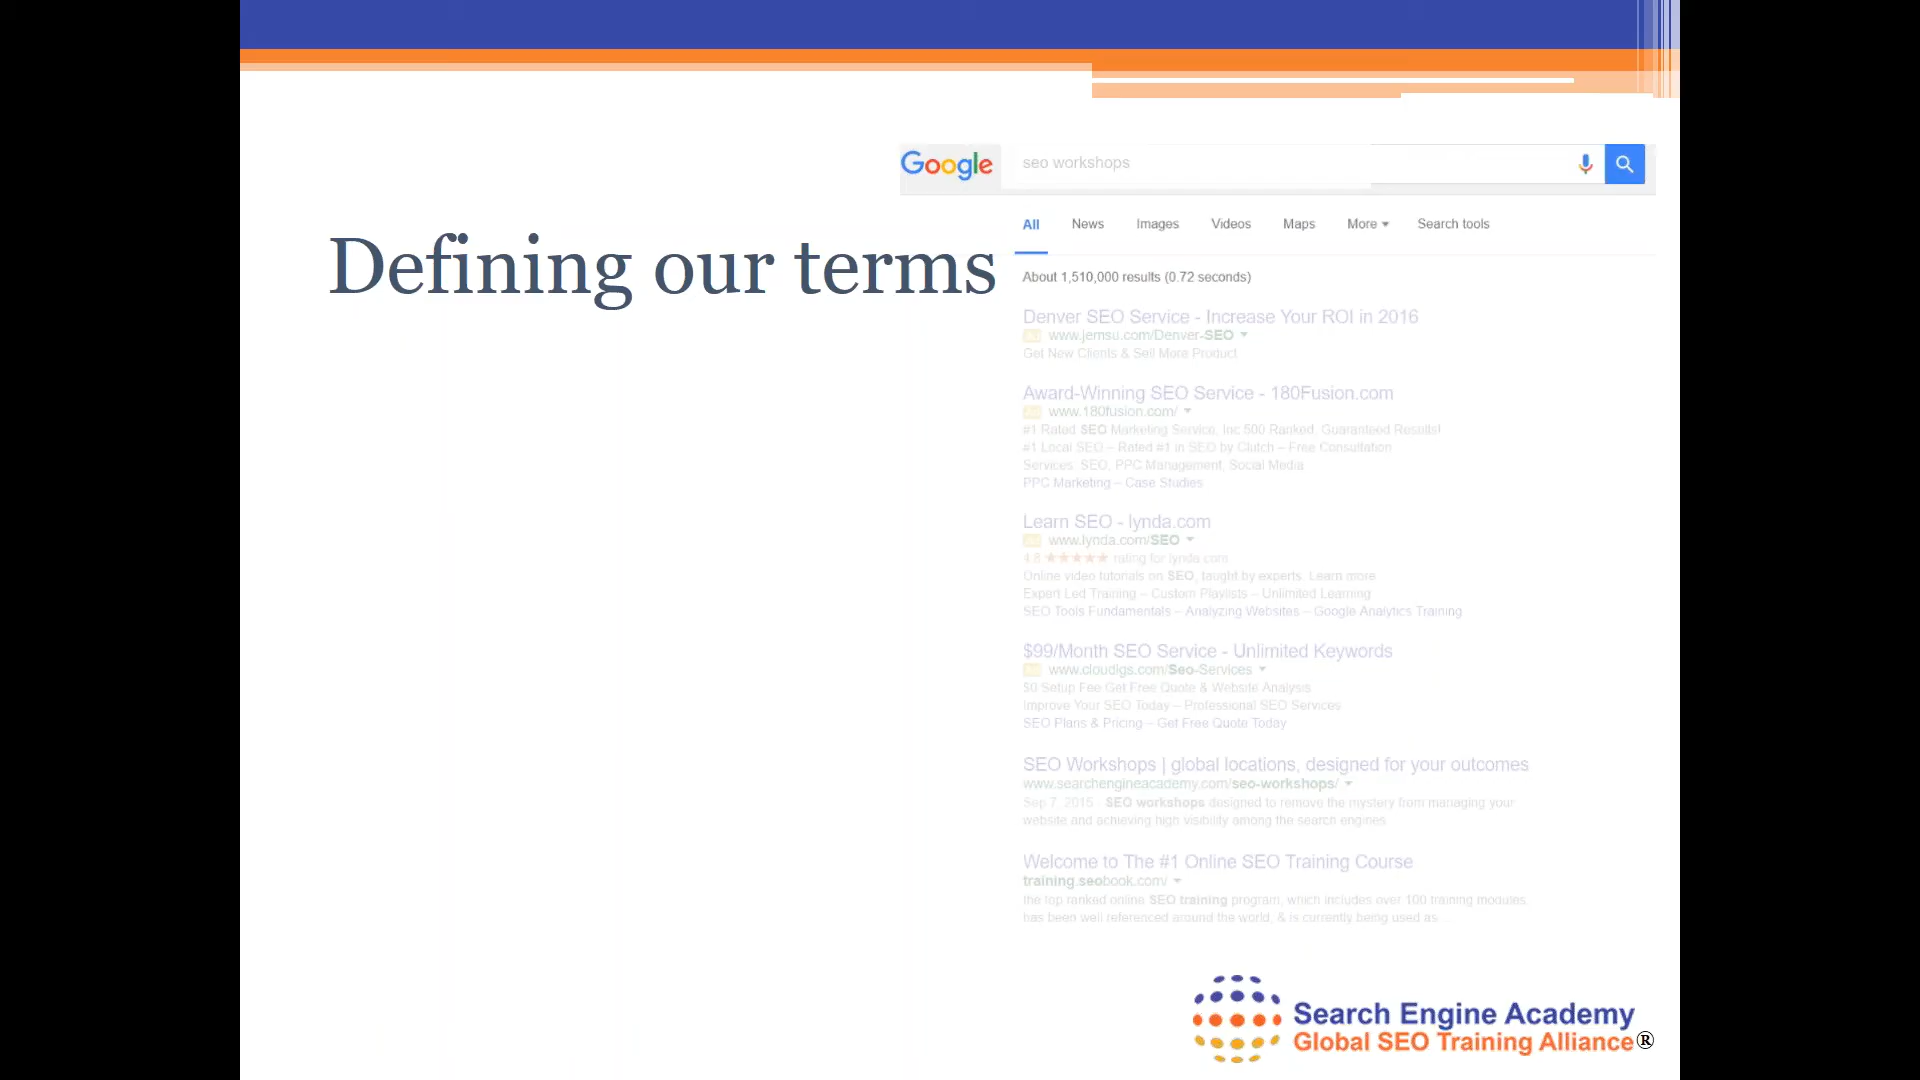 Google
seo workshops
All News Images Videos Maps More Search tools
Defining our terms
About 1,510,000 results (0.72 seconds)
Denver SEO Service - Increase Your ROI in 2016
Ad www.jemsu.com/Denver-SEO
Get New Clients & Sell More Product
Award-Winning SEO Service - 180Fusion.com
Ad www.180fusion.com/
#1 Rated SEO Marketing Service, Inc 500 Ranked, Guaranteed Results!
#1 Local SEO – Rated #1 in SEO by Clutch – Free Consultation
Services: SEO, PPC Management, Social Media
PPC Marketing – Case Studies
Learn SEO - lynda.com
Ad www.lynda.com/SEO
4.8 ★★★★★ rating for lynda.com
Online video tutorials on SEO, taught by experts. Learn more
Expert Led Training – Custom Playlists – Unlimited Learning
SEO Tools Fundamentals – Analyzing Websites – Google Analytics Training
$99/Month SEO Service - Unlimited Keywords
Ad www.cloudigs.com/Seo-Services
$0 Setup Fee Get Free Quote & Website Analysis
Improve Your SEO Today – Professional SEO Services
SEO Plans & Pricing – Get Free Quote Today
SEO Workshops | global locations, designed for your outcomes
www.searchengineacademy.com/seo-workshops/
Sep 7, 2015 - SEO workshops designed to remove the mystery from managing your
website and achieving high visibility among the search engines.
Welcome to The #1 Online SEO Training Course
training.seobook.com/
the top ranked online SEO training program, which includes over 100 training modules,
has been well referenced around the world, & is currently being used as ...
Search Engine Academy
Global SEO Training Alliance®